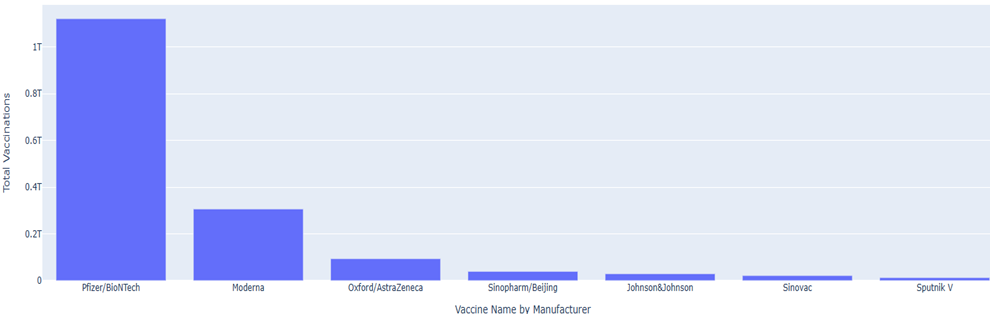 Total Vaccinations
1T
0.8T
0.6T
0.4T
0.2T
0
Pfizer/BioNTech Moderna Oxford/AstraZeneca Sinopharm/Beijing Johnson&Johnson Sinovac Sputnik V
Vaccine Name by Manufacturer